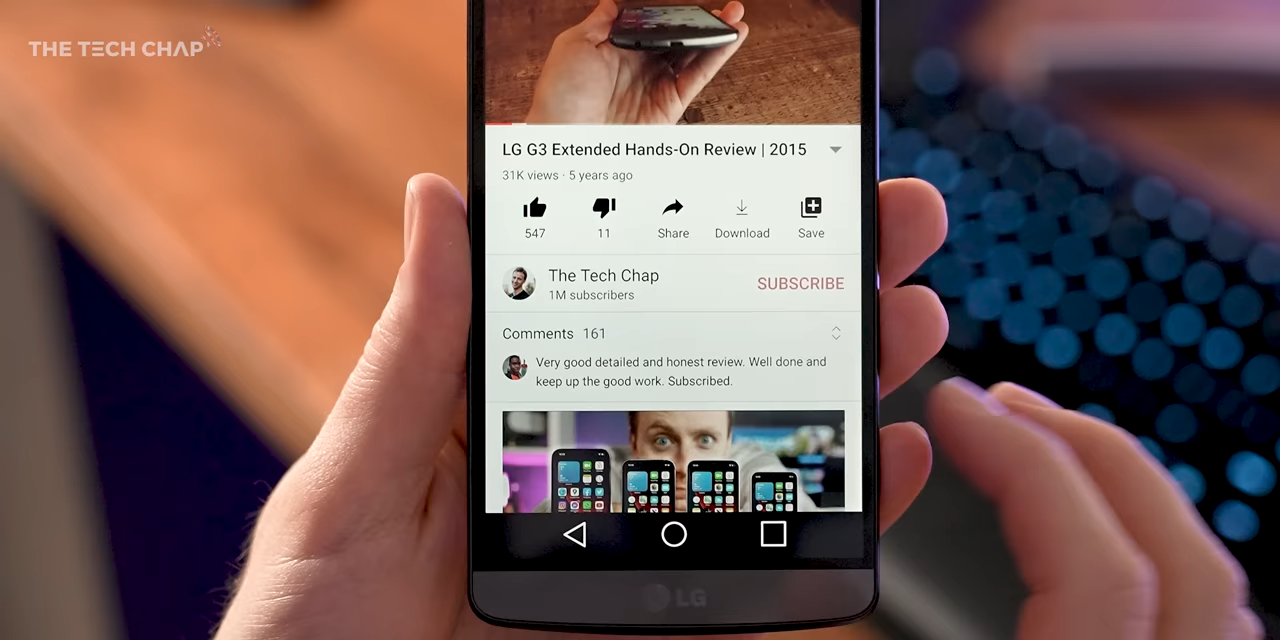 THE TECH CHAP
LG G3 Extended Hands-On Review | 2015
31K views · 5 years ago
547
11
Share
Download
Save
The Tech Chap
1M subscribers
SUBSCRIBE
Comments 161
Very good detailed and honest review. Well done and
keep up the good work. Subscribed.
LG